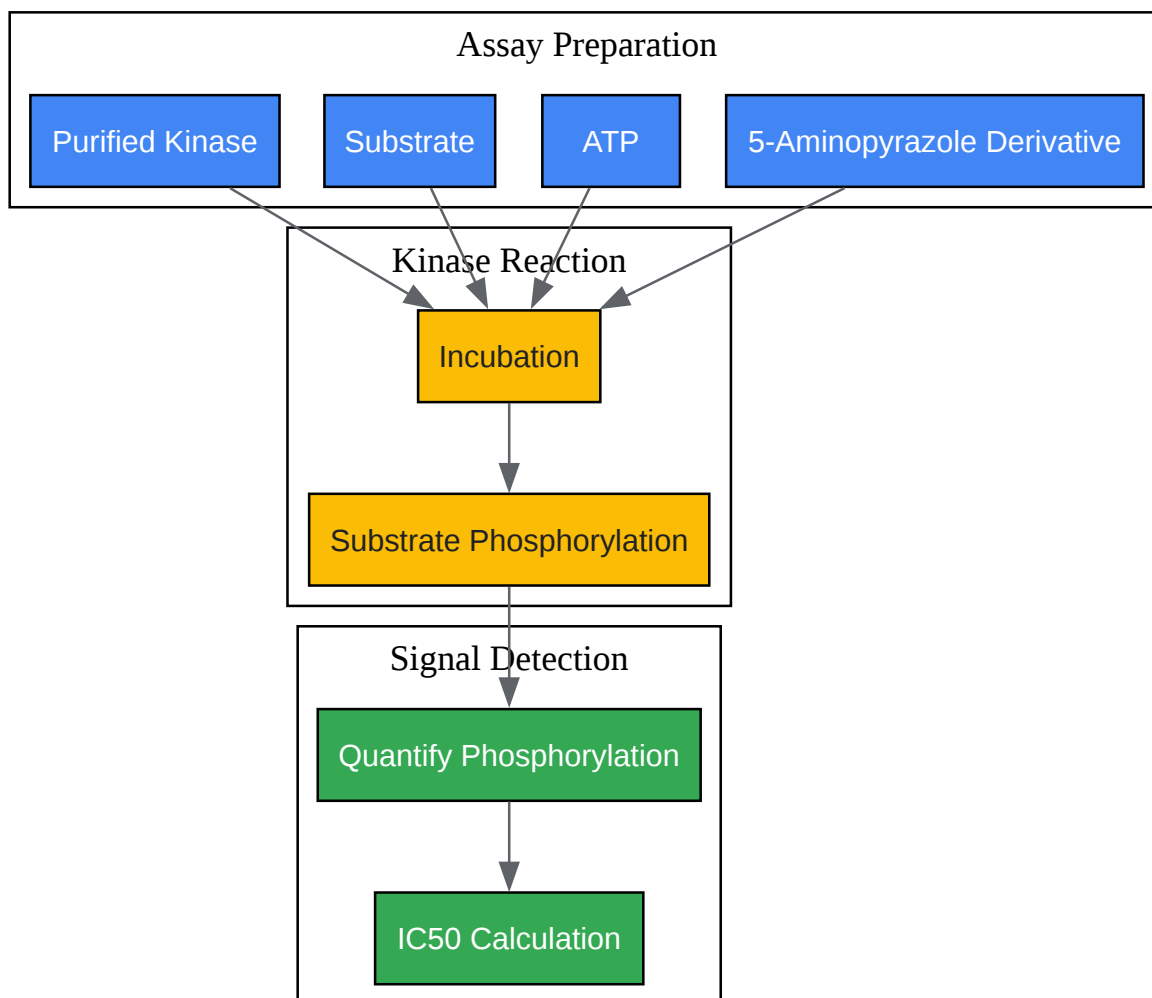 Assay Preparation
Purified Kinase
Substrate
ATP
5-Aminopyrazole Derivative
Kinase Reaction
Incubation
Substrate Phosphorylation
Signal Detection
Quantify Phosphorylation
IC50 Calculation